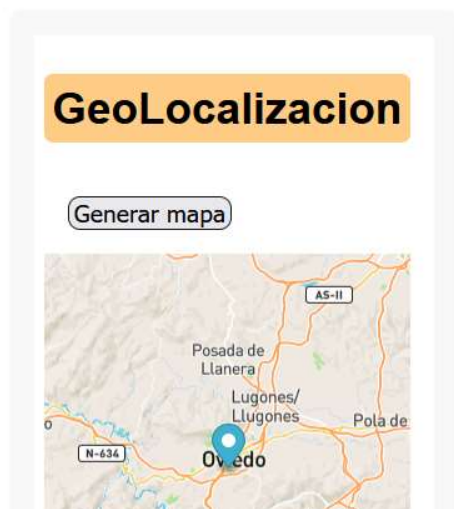 GeoLocalizacion
Generar mapa
AS-II
Posada de
Llanera
Lugones/
Llugones
Pola de
o
N-634
Oviedo